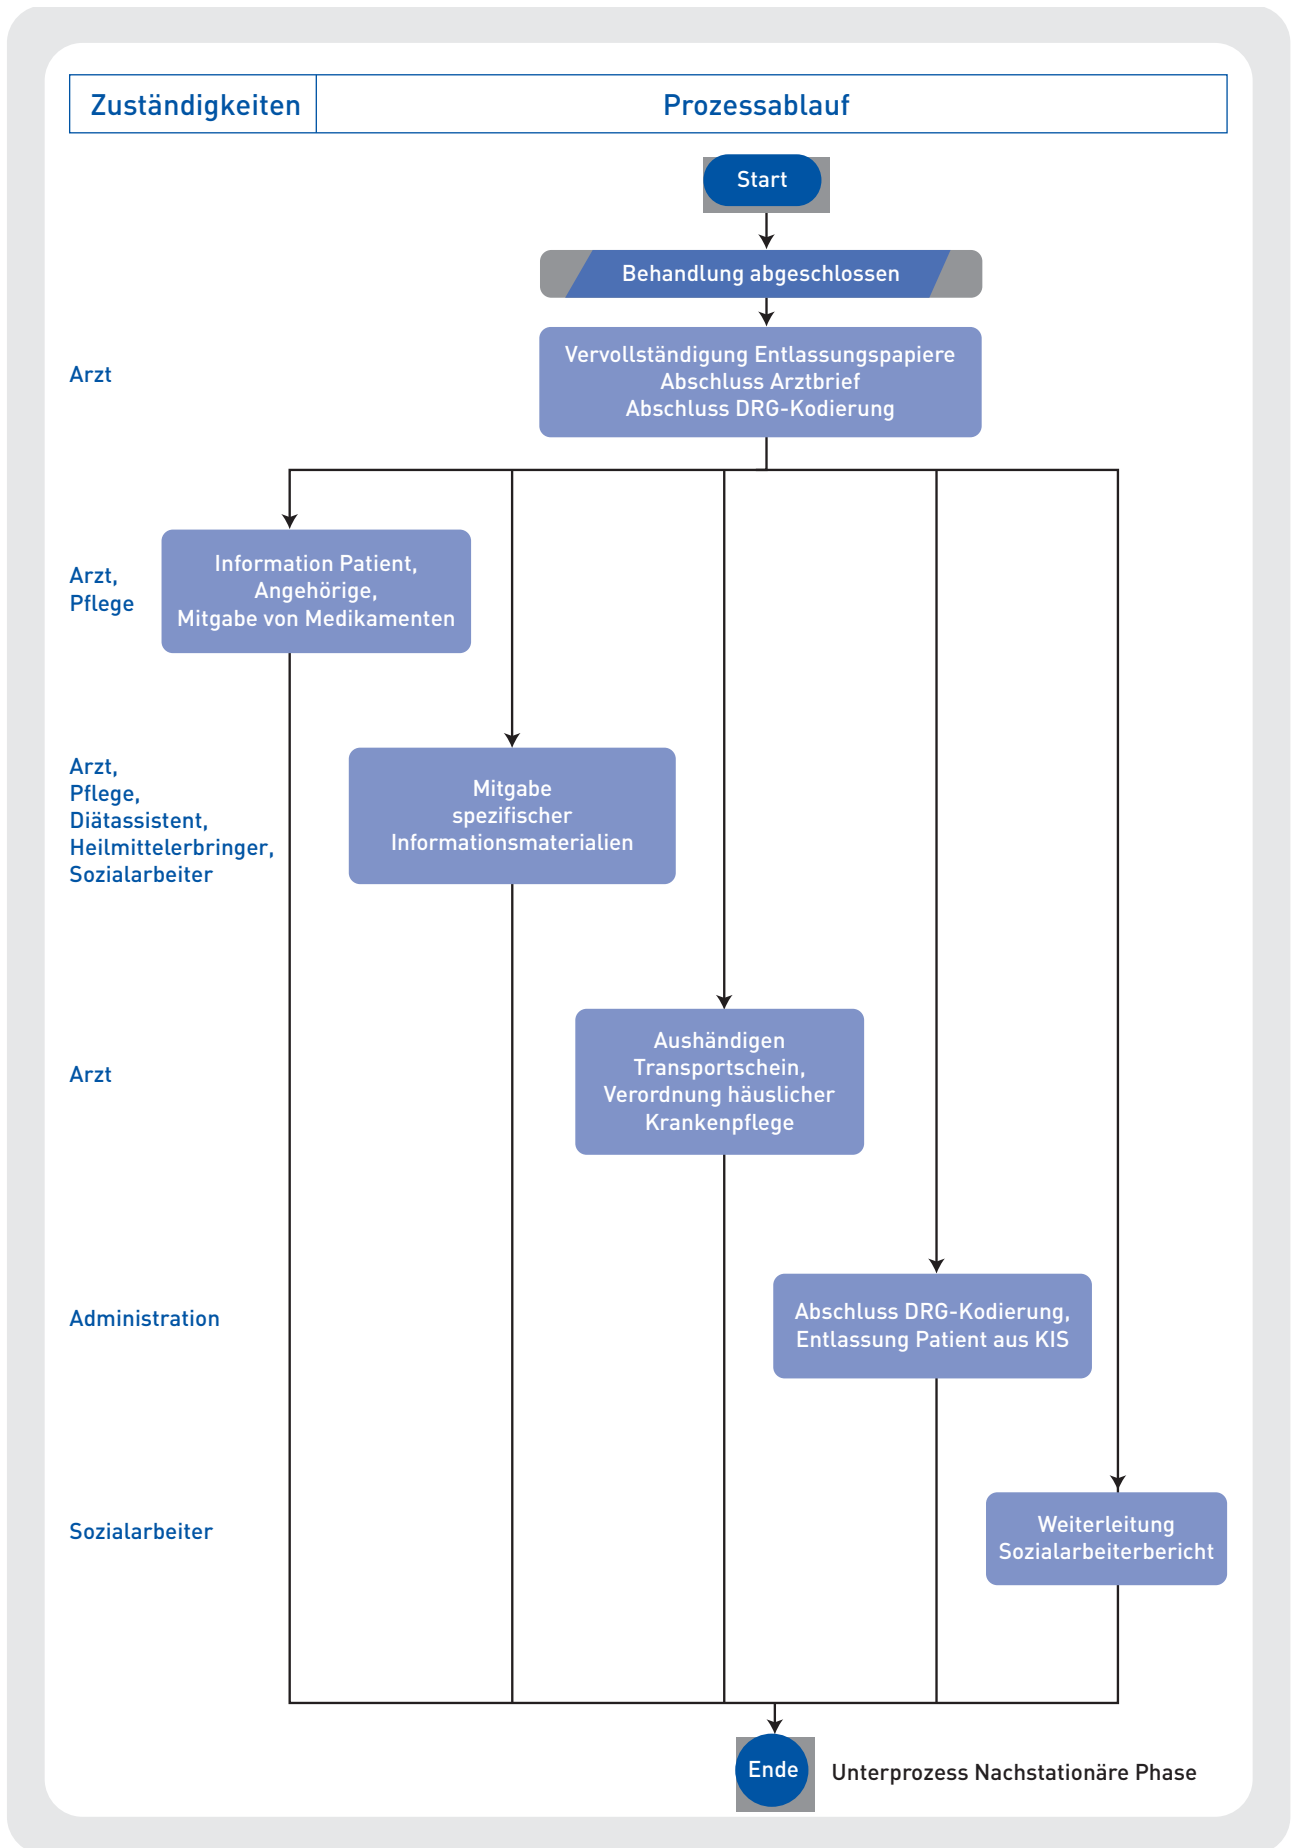 Zuständigkeiten
Prozessablauf
Start
Behandlung abgeschlossen
Arzt
Vervollständigung Entlassungspapiere
Abschluss Arztbrief
Abschluss DRG-Kodierung
Arzt,
Pflege
Information Patient,
Angehörige,
Mitgabe von Medikamenten
Arzt,
Pflege,
Diätassistent,
Heilmittelerbringer,
Sozialarbeiter
Mitgabe
spezifischer
Informationsmaterialien
Arzt
Aushändigen
Transportschein,
Verordnung häuslicher
Krankenpflege
Administration
Abschluss DRG-Kodierung,
Entlassung Patient aus KIS
Sozialarbeiter
Weiterleitung
Sozialarbeiterbericht
Ende
Unterprozess Nachstationäre Phase